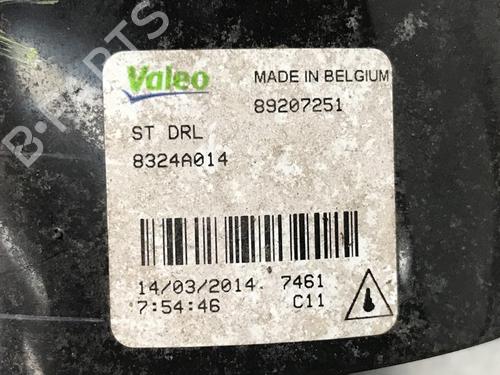 Valeo
MADE IN BELGIUM
89207251
ST DRL
8324A014
14/03/2014. 7461
7:54:46 C11
B-PARTS